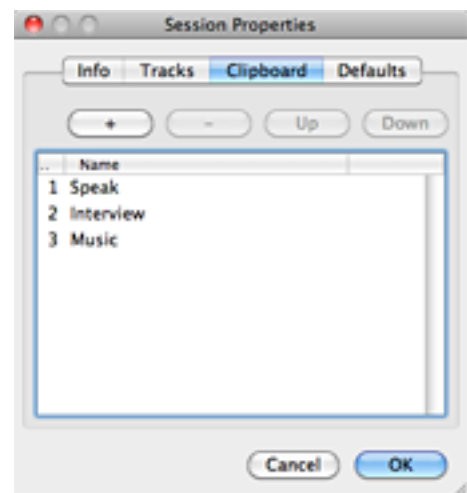 Session Properties
Info Tracks Clipboard Defaults
+ - Up Down
.. Name
1 Speak
2 Interview
3 Music
Cancel OK